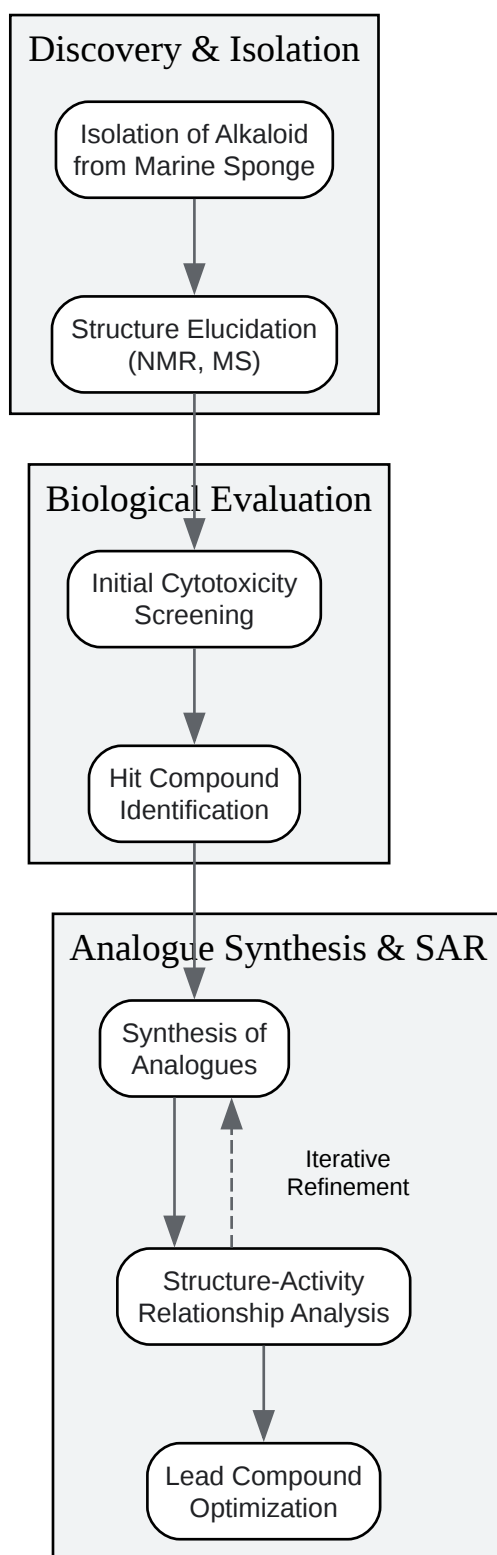 Discovery & Isolation
Isolation of Alkaloid
from Marine Sponge
Structure Elucidation
(NMR, MS)
Biological Evaluation
Initial Cytotoxicity
Screening
Hit Compound
Identification
Analogue Synthesis & SAR
Synthesis of
Analogues
Iterative
Refinement
Structure-Activity
Relationship Analysis
Lead Compound
Optimization